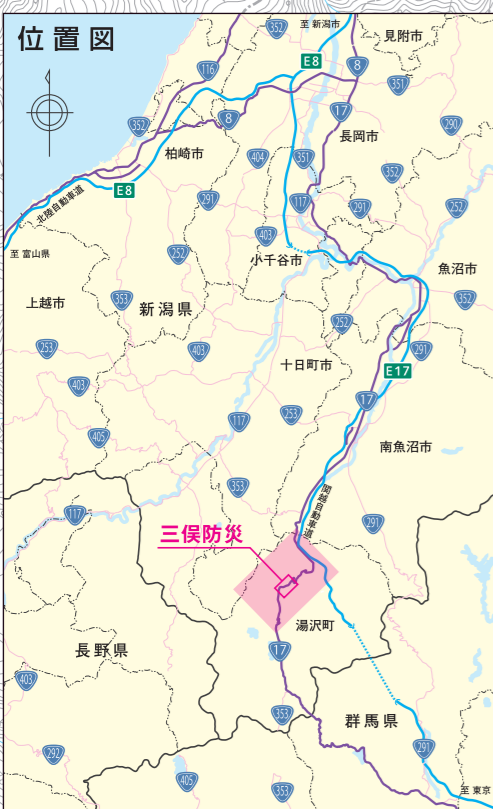 位置図
352
至 新潟市
見附市
116
E8
8
351
352
8
17
長岡市
290
柏崎市
404
351
352
E8
北陸自動車道
291
117
291
252
403
至 富山県
252
小千谷市
魚沼市
上越市
353
新潟県
352
253
403
252
291
十日町市
E17
403
17
253
405
117
南魚沼市
353
関越自動車道
117
291
三俣防災
湯沢町
長野県
17
403
353
群馬県
292
291
405
353
至 東京